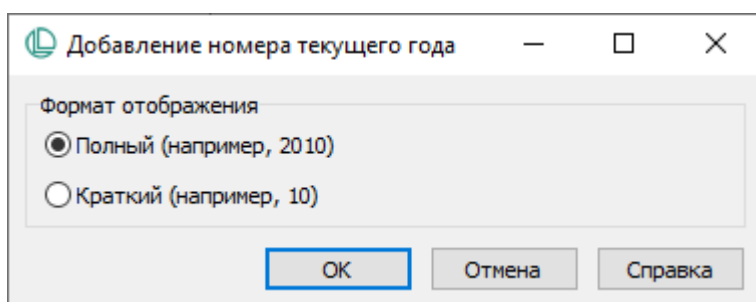 Добавление номера текущего года
Формат отображения
Полный (например, 2010)
Краткий (например, 10)
OK Отмена Справка